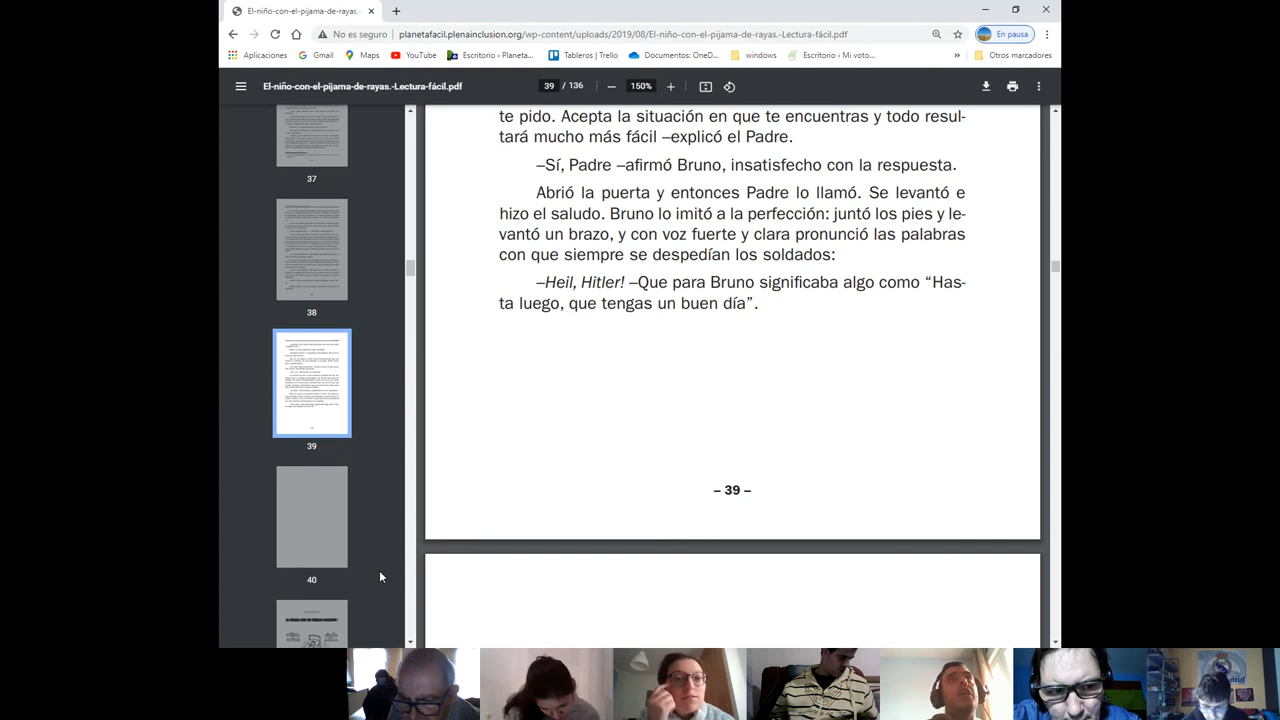 El-niño-con-el-pijama-de-rayas.-L
No es seguro planetafacil.plenainclusion.org/wp-content/uploads/2019/08/El-niño-con-el-pijama-de-rayas.-Lectura-fácil.pdf En pausa
Aplicaciones Gmail Maps YouTube Escritorio ‹ Planeta... Tableros | Trello Documentos: OneD... windows Escritorio ‹ Mi voto... » Otros marcadores
El-niño-con-el-pijama-de-rayas.-Lectura-fácil.pdf 39 / 136 — 150% +
te pido: acepta la situación en que te encuentras y todo resul-
tará mucho más fácil –explicó el Padre.
–Sí, Padre –afirmó Bruno, insatisfecho con la respuesta.
Abrió la puerta y entonces Padre lo llamó. Se levantó e
hizo el saludo. Bruno lo imitó a la perfección: juntó los pies y le-
vantó un brazo, y con voz fuerte y clara pronunció las palabras
con que siempre se despedían los soldados:
–Heil, Hitler! –Que para Bruno significaba algo como “Has-
ta luego, que tengas un buen día”.
– 39 –
37
38
39
40